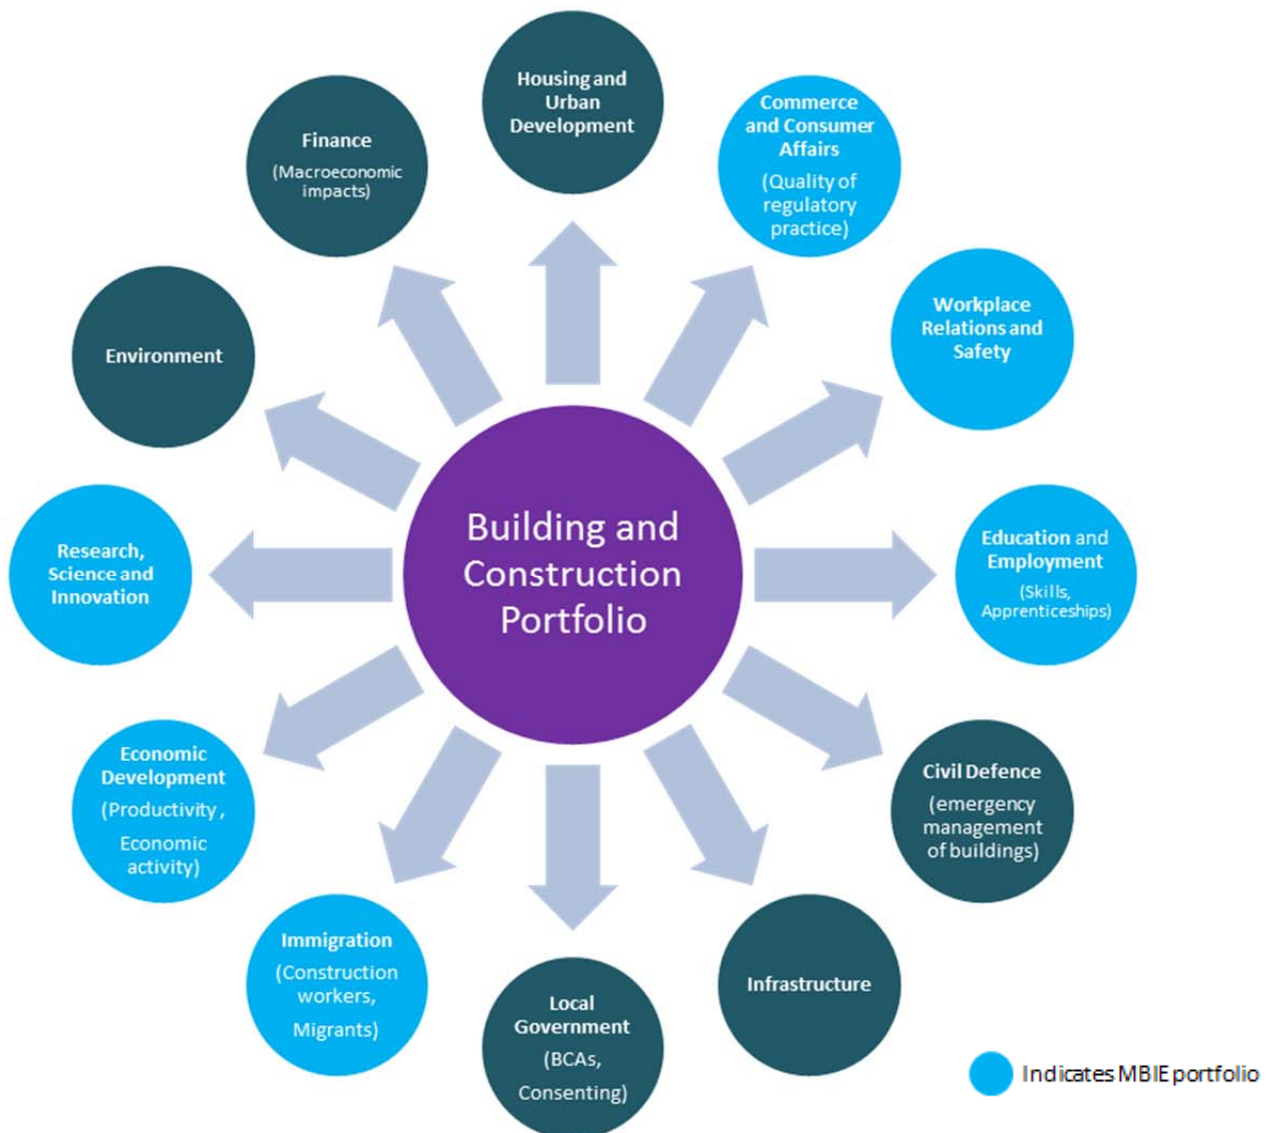 Housing and
Urban
Development
Commerce
and Consumer
Affairs
(Quality of
regulatory
practice)
Workplace
Relations and
Safety
Education and
Employment
(Skills,
Apprenticeships)
Civil Defence
(emergency
management
of buildings)
Infrastructure
Local
Government
(BCAs,
Consenting)
Immigration
(Construction
workers,
Migrants)
Economic
Development
(Productivity ,
Economic
activity)
Research,
Science and
Innovation
Environment
Finance
(Macroeconomic
impacts)
Building and
Construction
Portfolio
Indicates MBIE portfolio